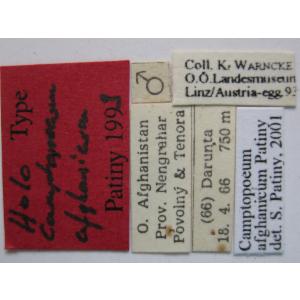 Holo Type
Camptopoeum
afghanicum
Patiny 1998
♂
O. Afghanistan
Prov. Nengrahar
Povolný & Tenora
(66) Darunta
18. 4. 66 750 m
Coll. K. WARNCKE
O.Ö.Landesmuseum
Linz/Austria-egg.93
Camptopoeum
afghanicum Patiny
det. S. Patiny, 2001